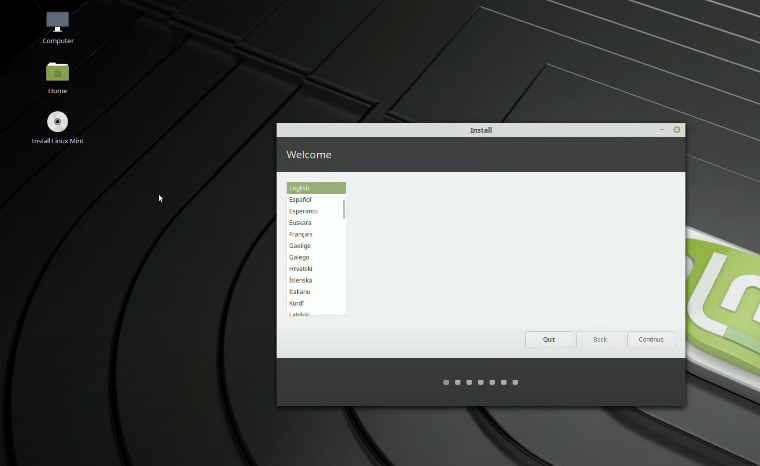 Computer
Home
Install Linux Mint
Install
Welcome
English
Español
Esperanto
Euskara
Français
Gaeilge
Galego
Hrvatski
Íslenska
Italiano
Kurdî
Latviski
Quit
Back
Continue